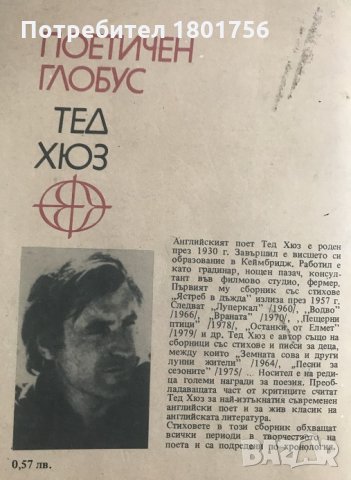 Потребител 1801756
ПОЕТИЧЕН
ГЛОБУС
ТЕД
ХЮЗ
Английският поет Тед Хюз е роден
през 1930 г. Завършил е висшето си
образование в Кеймбридж. Работил е
като градинар, нощен пазач, консул-
тант във филмово студио, фермер.
Първият му сборник със стихове
„Ястреб в дъжда" излиза през 1957 г.
Следват „Луперкал" /1960/, „Водво"
/1966/, „Враната" /1970/, „Пещерни
птици" /1978/, „Останки от Елмет"
/1979/ и др. Тед Хюз е автор също на
сборници със стихове и пиеси за деца,
между които „Земната сова и други
лунни жители" /1964/, „Песни за
сезоните" /1975/ ... Носител е на реди-
ца големи награди за поезия. Преоб-
ладаващата част от критиците считат
Тед Хюз за най-изтъкнатия съвременен
английски поет и за жив класик на
английската литература.
Стиховете в този сборник обхващат
всички периоди в творчеството на
поета и са подредени по хронология.
0,57 лв.
BAZAR